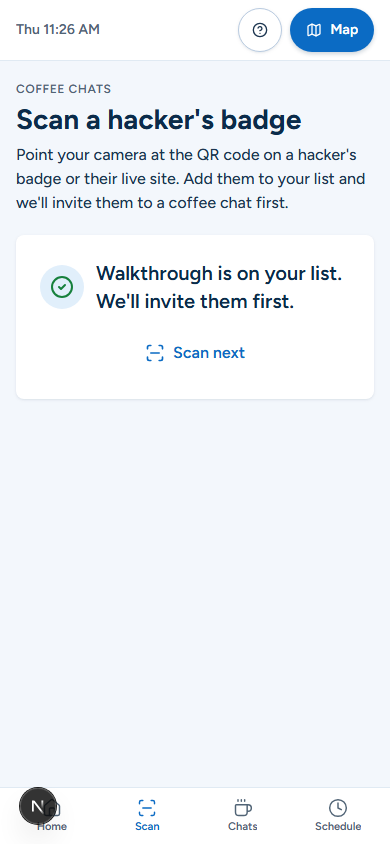 Thu 11:26 AM
Map
COFFEE CHATS
Scan a hacker's badge
Point your camera at the QR code on a hacker's
badge or their live site. Add them to your list and
we'll invite them to a coffee chat first.
Walkthrough is on your list.
We'll invite them first.
Scan next
N
Home
Scan
Chats
Schedule